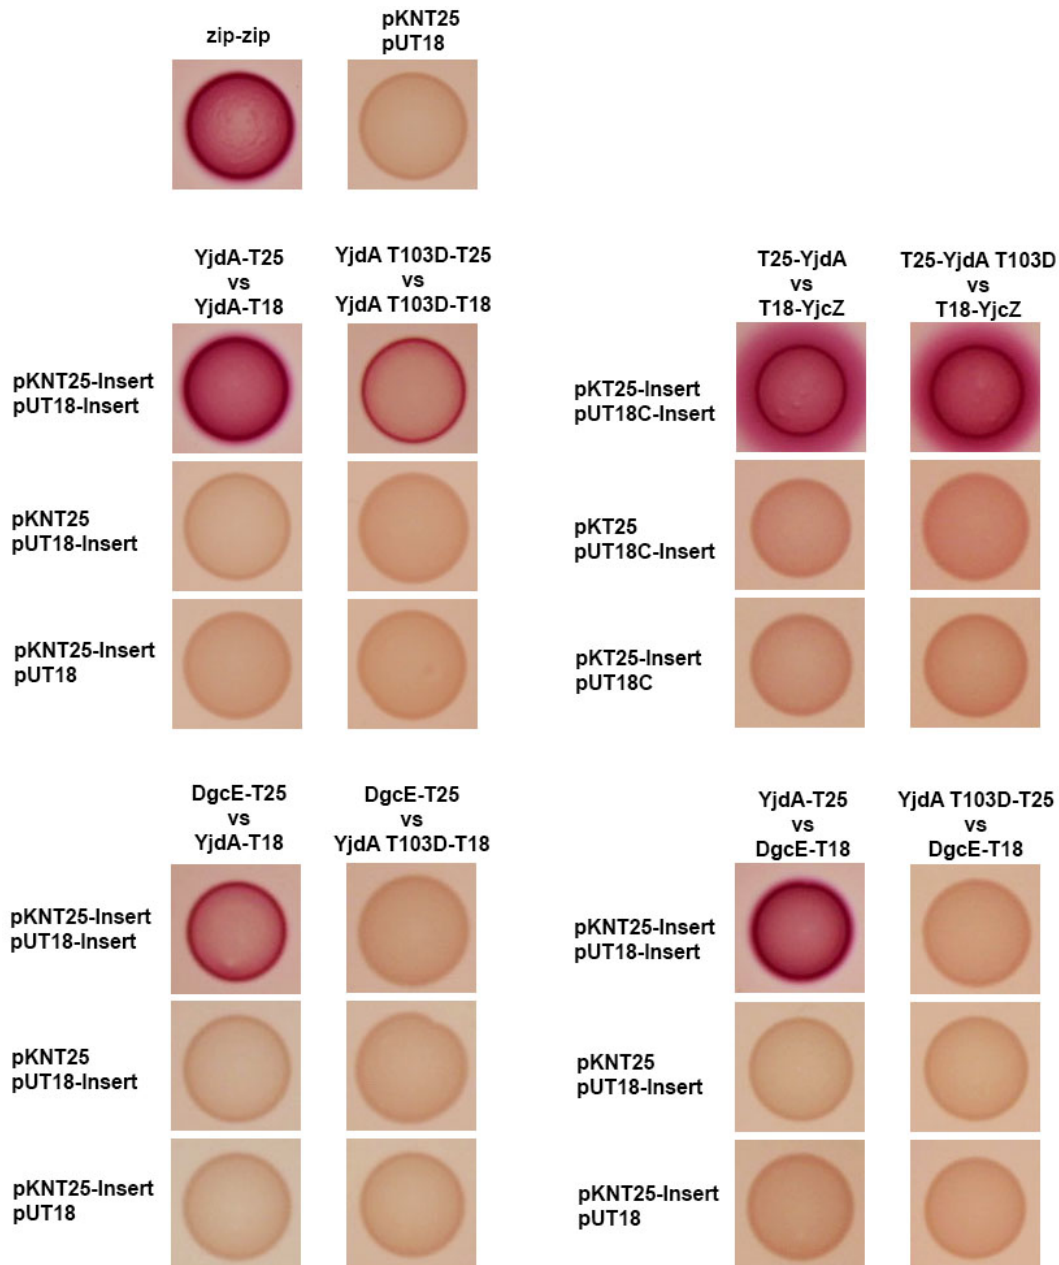 zip-zip
pKNT25
pUT18
YjdA-T25
vs
YjdA-T18
YjdA T103D-T25
vs
YjdA T103D-T18
pKNT25-Insert
pUT18-Insert
pKNT25
pUT18-Insert
pKNT25-Insert
pUT18
T25-YjdA
vs
T18-YjcZ
T25-YjdA T103D
vs
T18-YjcZ
pKT25-Insert
pUT18C-Insert
pKT25
pUT18C-Insert
pKT25-Insert
pUT18C
DgcE-T25
vs
YjdA-T18
DgcE-T25
vs
YjdA T103D-T18
pKNT25-Insert
pUT18-Insert
pKNT25
pUT18-Insert
pKNT25-Insert
pUT18
YjdA-T25
vs
DgcE-T18
YjdA T103D-T25
vs
DgcE-T18
pKNT25-Insert
pUT18-Insert
pKNT25
pUT18-Insert
pKNT25-Insert
pUT18